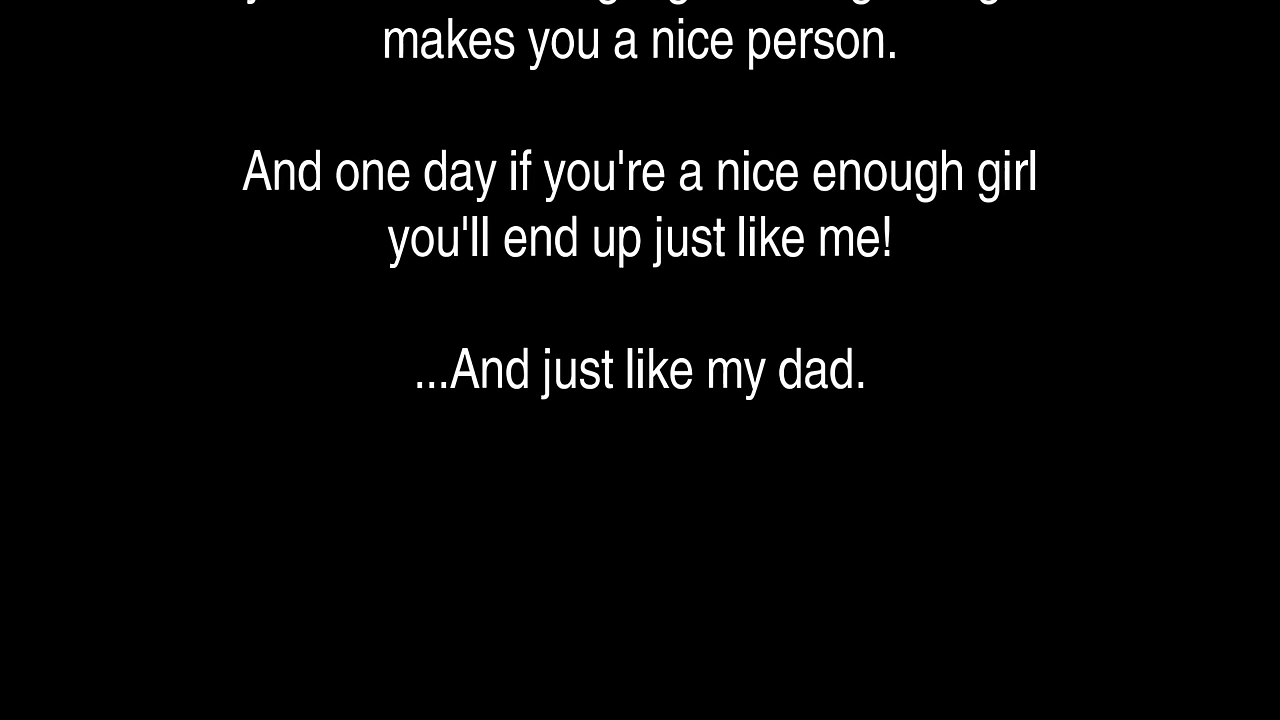 makes you a nice person.
And one day if you're a nice enough girl
you'll end up just like me!
...And just like my dad.